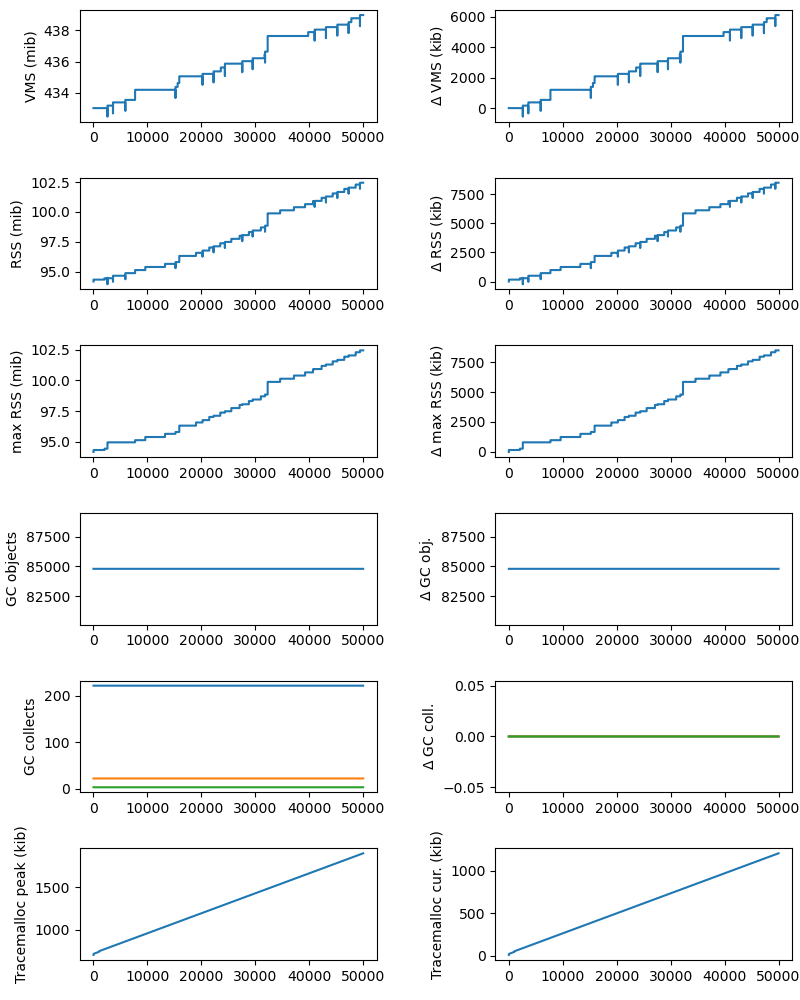 VMS (mib)
438
436
434
0 10000 20000 30000 40000 50000
Δ VMS (kib)
6000
4000
2000
0
0 10000 20000 30000 40000 50000
RSS (mib)
102.5
100.0
97.5
95.0
0 10000 20000 30000 40000 50000
Δ RSS (kib)
7500
5000
2500
0
0 10000 20000 30000 40000 50000
max RSS (mib)
102.5
100.0
97.5
95.0
0 10000 20000 30000 40000 50000
Δ max RSS (kib)
7500
5000
2500
0
0 10000 20000 30000 40000 50000
GC objects
87500
85000
82500
0 10000 20000 30000 40000 50000
Δ GC obj.
87500
85000
82500
0 10000 20000 30000 40000 50000
GC collects
200
100
0
0 10000 20000 30000 40000 50000
Δ GC coll.
0.05
0.00
−0.05
0 10000 20000 30000 40000 50000
Tracemalloc peak (kib)
1500
1000
0 10000 20000 30000 40000 50000
Tracemalloc cur. (kib)
1000
500
0
0 10000 20000 30000 40000 50000